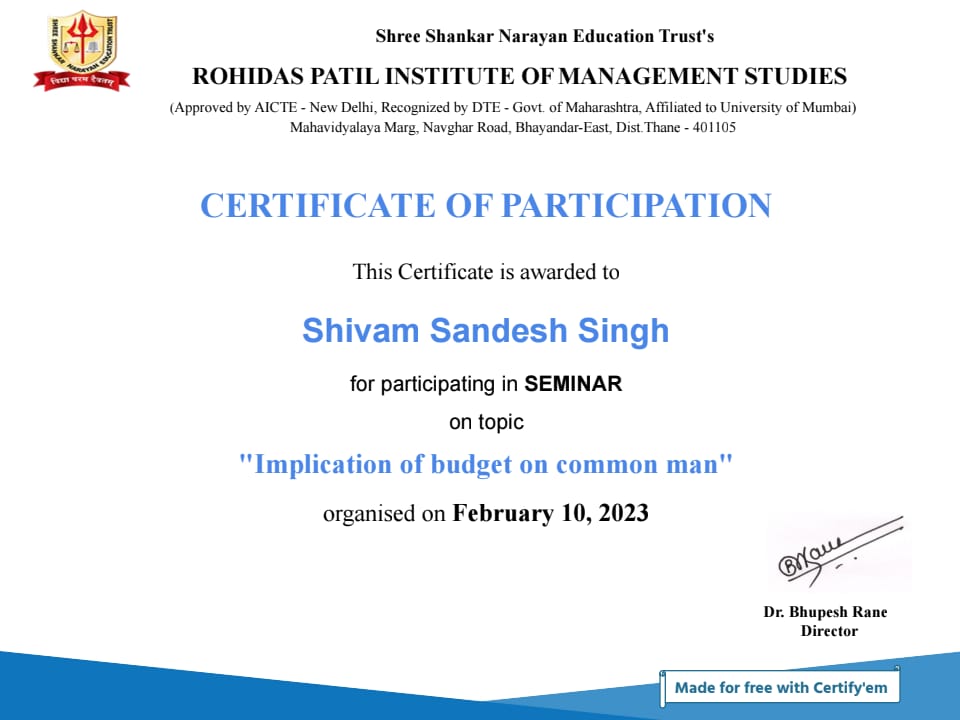 Shree Shankar Narayan Education Trust's
ROHIDAS PATIL INSTITUTE OF MANAGEMENT STUDIES
(Approved by AICTE - New Delhi, Recognized by DTE - Govt. of Maharashtra, Affiliated to University of Mumbai)
Mahavidyalaya Marg, Navghar Road, Bhayandar-East, Dist.Thane - 401105
SHREE SHANKAR NARAYAN EDUCATION TRUST
विद्या परम दैवतम्
CERTIFICATE OF PARTICIPATION
This Certificate is awarded to
Shivam Sandesh Singh
for participating in SEMINAR
on topic
"Implication of budget on common man"
organised on February 10, 2023
BRane
Dr. Bhupesh Rane
Director
Made for free with Certify'em